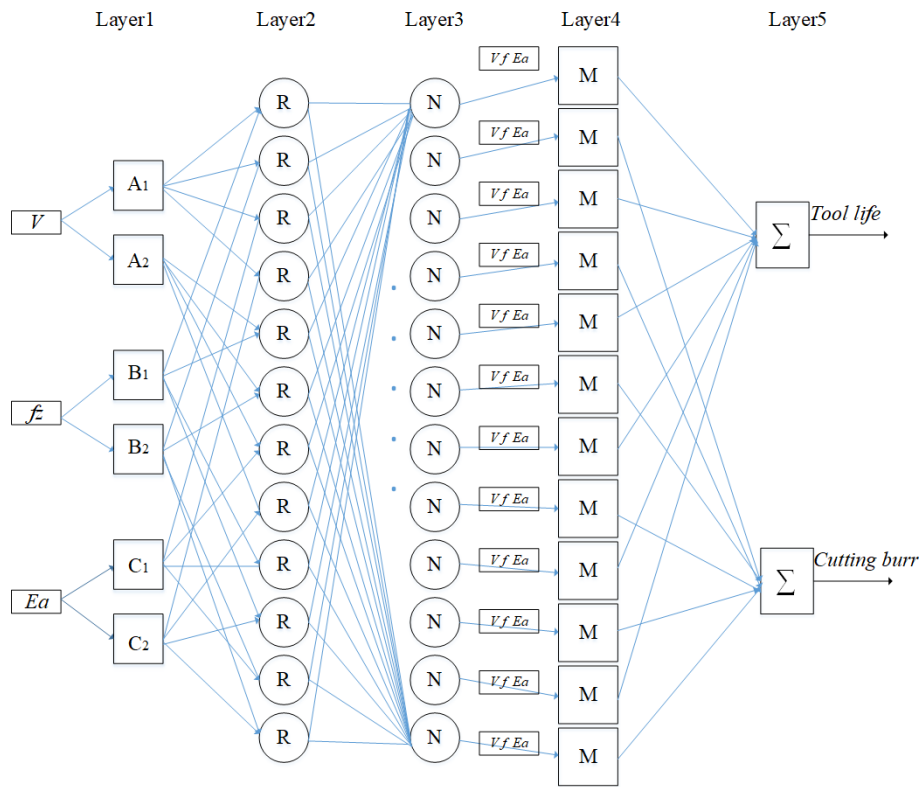 Layer1 Layer2 Layer3 Layer4 Layer5
V f Ea M
R N
V f Ea M
R N
A1
V f Ea M
R N
V Tool life
Σ
A2 R N V f Ea M
R N V f Ea M
B1
R N V f Ea M
fz
B2 R N V f Ea M
R N V f Ea M
C1 R N V f Ea M
Cutting burr
Σ
Ea
R N V f Ea M
C2
R N V f Ea M
R N V f Ea M